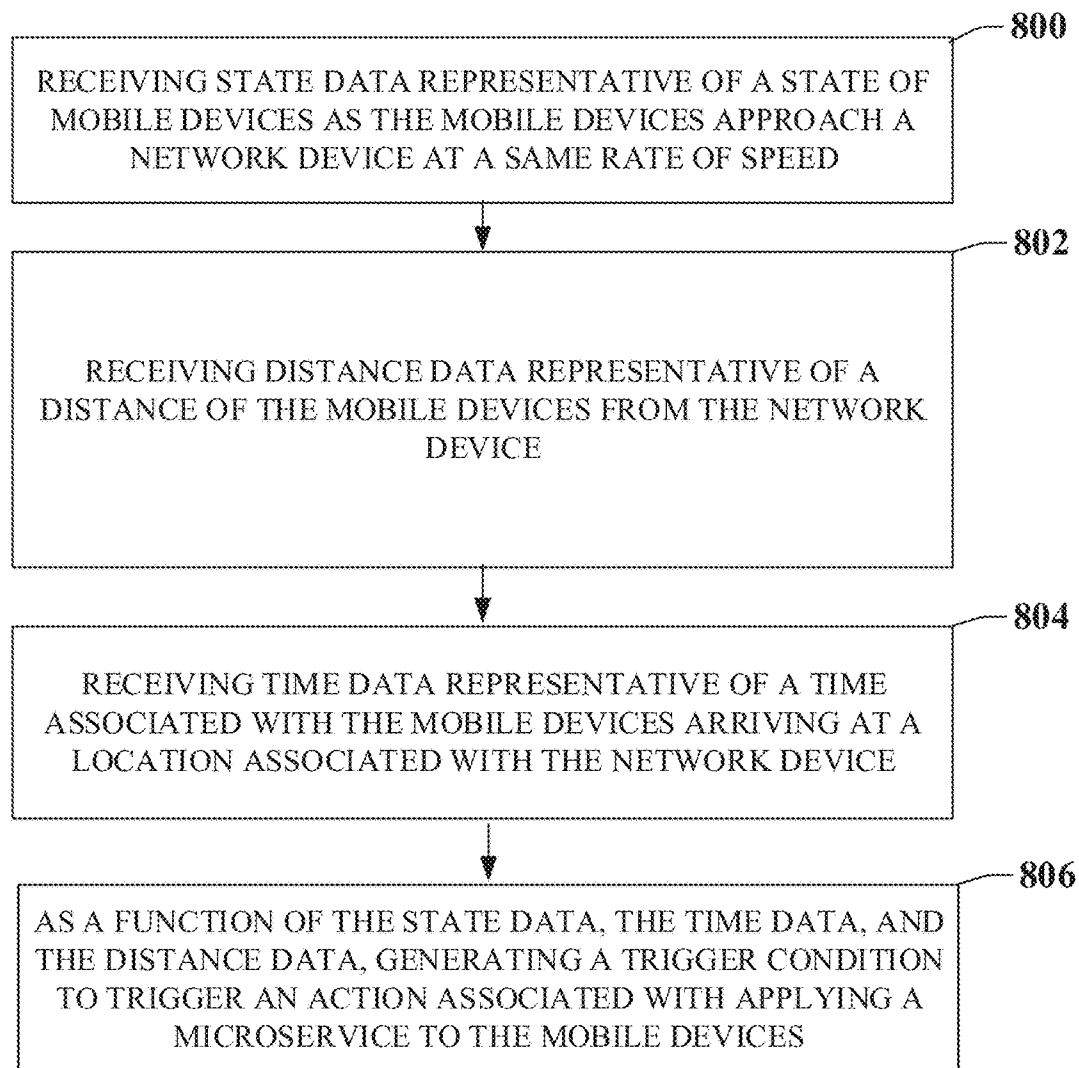 800
RECEIVING STATE DATA REPRESENTATIVE OF A STATE OF
MOBILE DEVICES AS THE MOBILE DEVICES APPROACH A
NETWORK DEVICE AT A SAME RATE OF SPEED
802
RECEIVING DISTANCE DATA REPRESENTATIVE OF A
DISTANCE OF THE MOBILE DEVICES FROM THE NETWORK
DEVICE
804
RECEIVING TIME DATA REPRESENTATIVE OF A TIME
ASSOCIATED WITH THE MOBILE DEVICES ARRIVING AT A
LOCATION ASSOCIATED WITH THE NETWORK DEVICE
806
AS A FUNCTION OF THE STATE DATA, THE TIME DATA, AND
THE DISTANCE DATA, GENERATING A TRIGGER CONDITION
TO TRIGGER AN ACTION ASSOCIATED WITH APPLYING A
MICROSERVICE TO THE MOBILE DEVICES